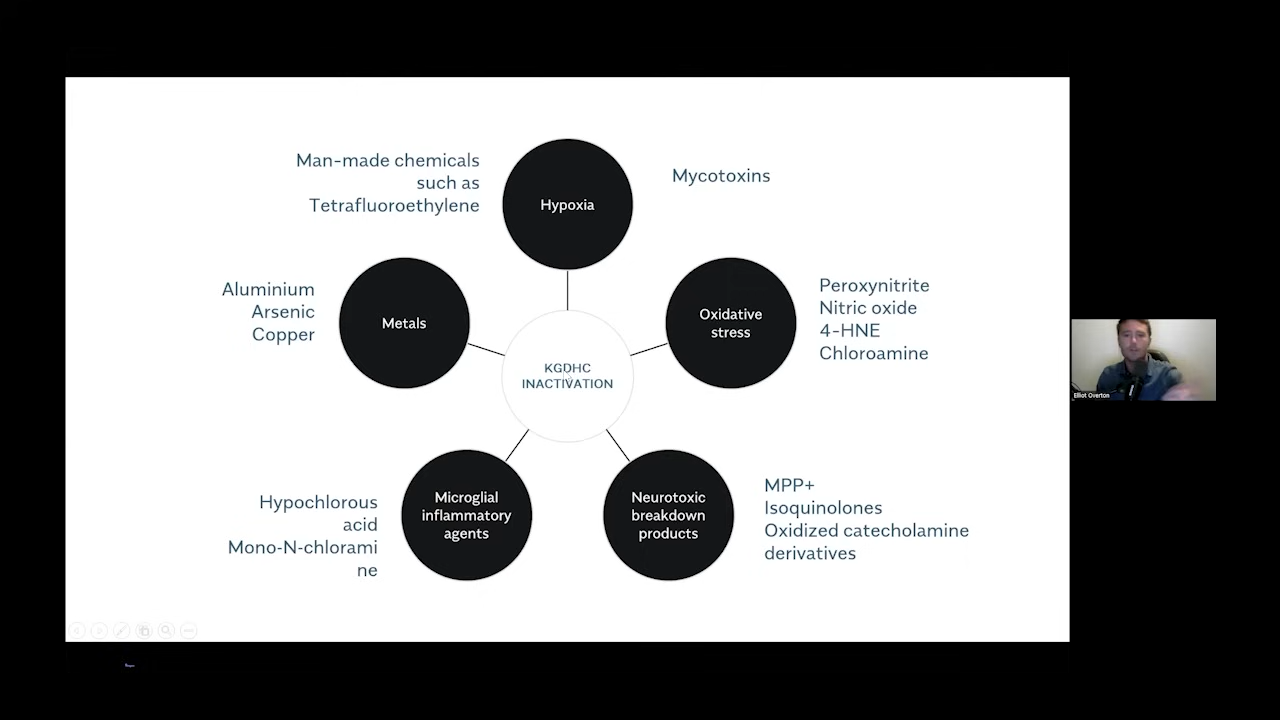 Man-made chemicals
such as
Tetrafluoroethylene
Hypoxia
Mycotoxins
Aluminium
Arsenic
Copper
Metals
Oxidative
stress
Peroxynitrite
Nitric oxide
4-HNE
Chloroamine
KGDHC
INACTIVATION
Hypochlorous
acid
Mono-N-chlorami
ne
Microglial
inflammatory
agents
Neurotoxic
breakdown
products
MPP+
Isoquinolones
Oxidized catecholamine
derivatives
Elliot Overton